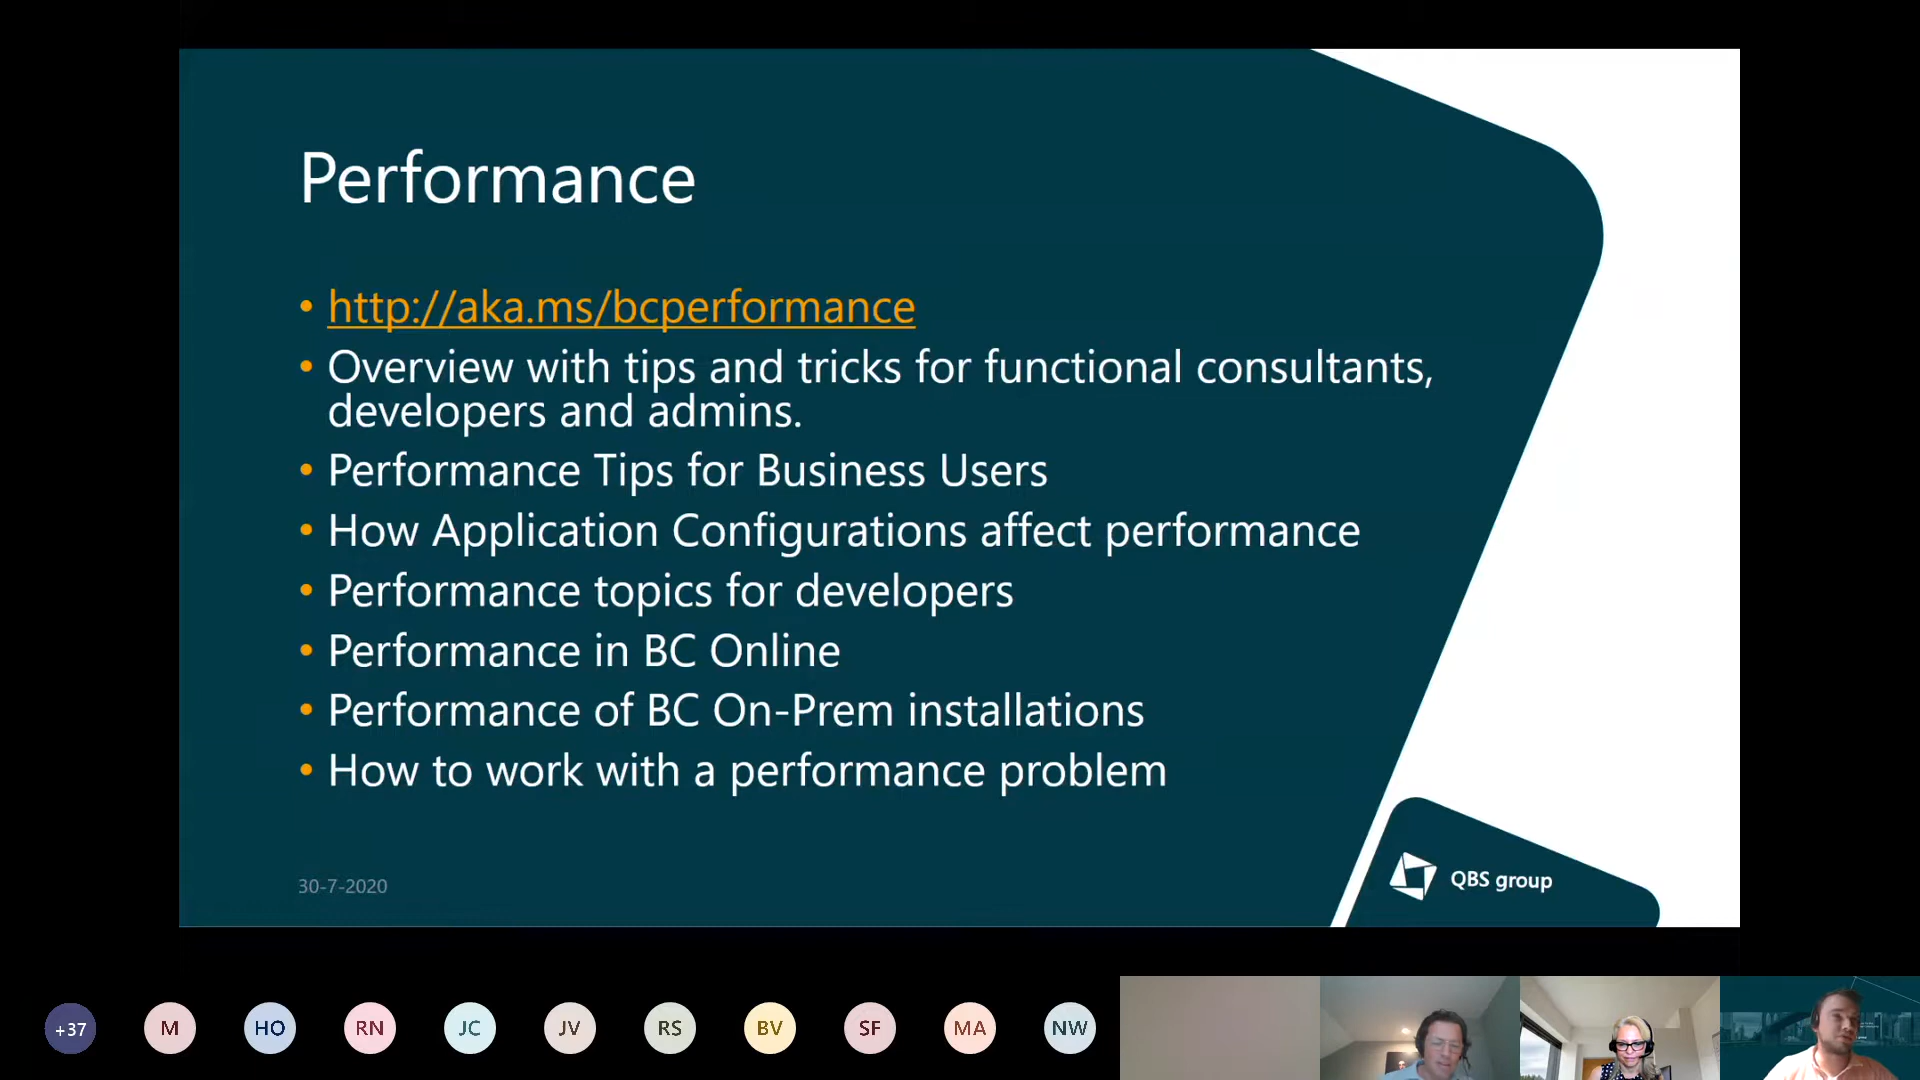 Performance
• http://aka.ms/bcperformance
• Overview with tips and tricks for functional consultants,
developers and admins.
• Performance Tips for Business Users
• How Application Configurations affect performance
• Performance topics for developers
• Performance in BC Online
• Performance of BC On-Prem installations
• How to work with a performance problem
30-7-2020
QBS group
+37 M HO RN JC JV RS BV SF MA NW